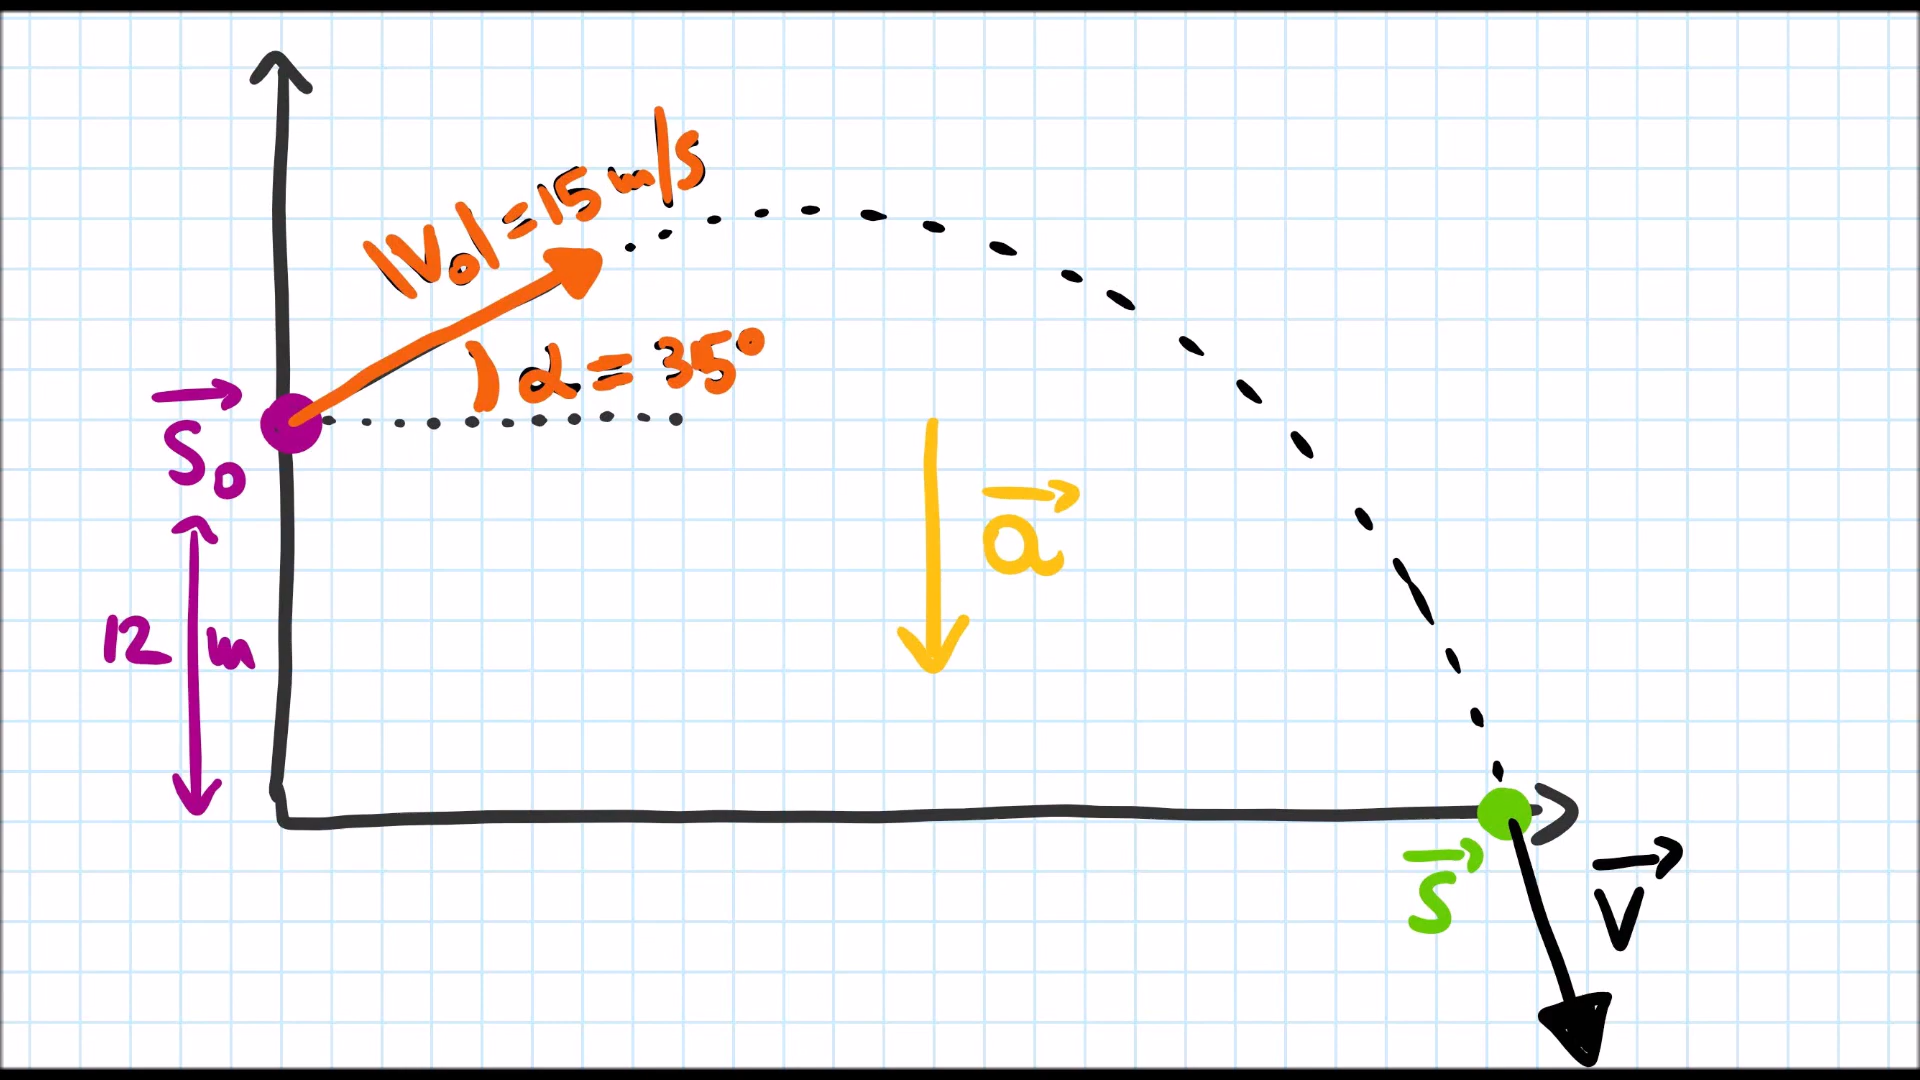 |V₀| = 15 m/s
α = 35°
S₀
a
12 m
S
V